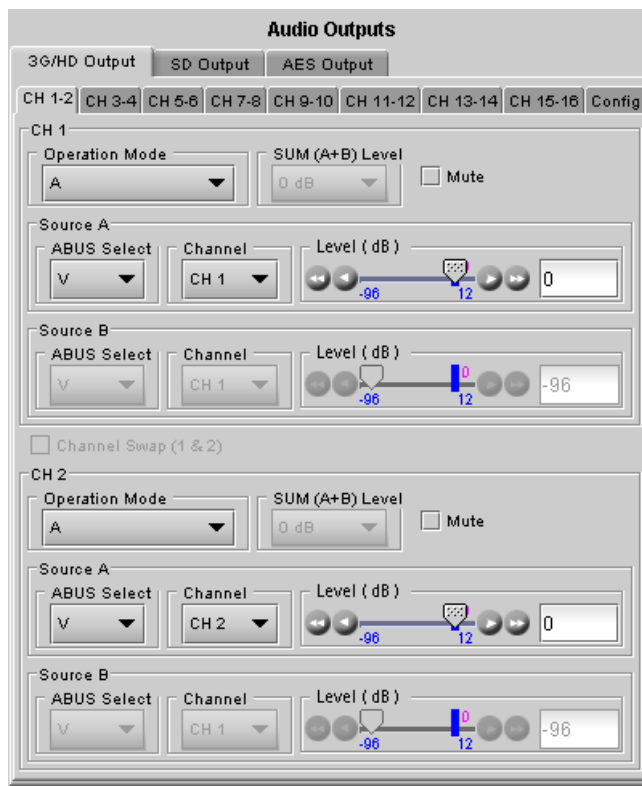 Audio Outputs
3G/HD Output SD Output AES Output
CH 1-2 CH 3-4 CH 5-6 CH 7-8 CH 9-10 CH 11-12 CH 13-14 CH 15-16 Config
CH 1
Operation Mode SUM (A+B) Level
A 0 dB Mute
Source A
ABUS Select Channel Level ( dB )
V CH 1 0
-96 12
Source B
ABUS Select Channel Level ( dB )
V CH 1 0 -96
-96 12
Channel Swap (1 & 2)
CH 2
Operation Mode SUM (A+B) Level
A 0 dB Mute
Source A
ABUS Select Channel Level ( dB )
V CH 2 0
-96 12
Source B
ABUS Select Channel Level ( dB )
V CH 1 0 -96
-96 12